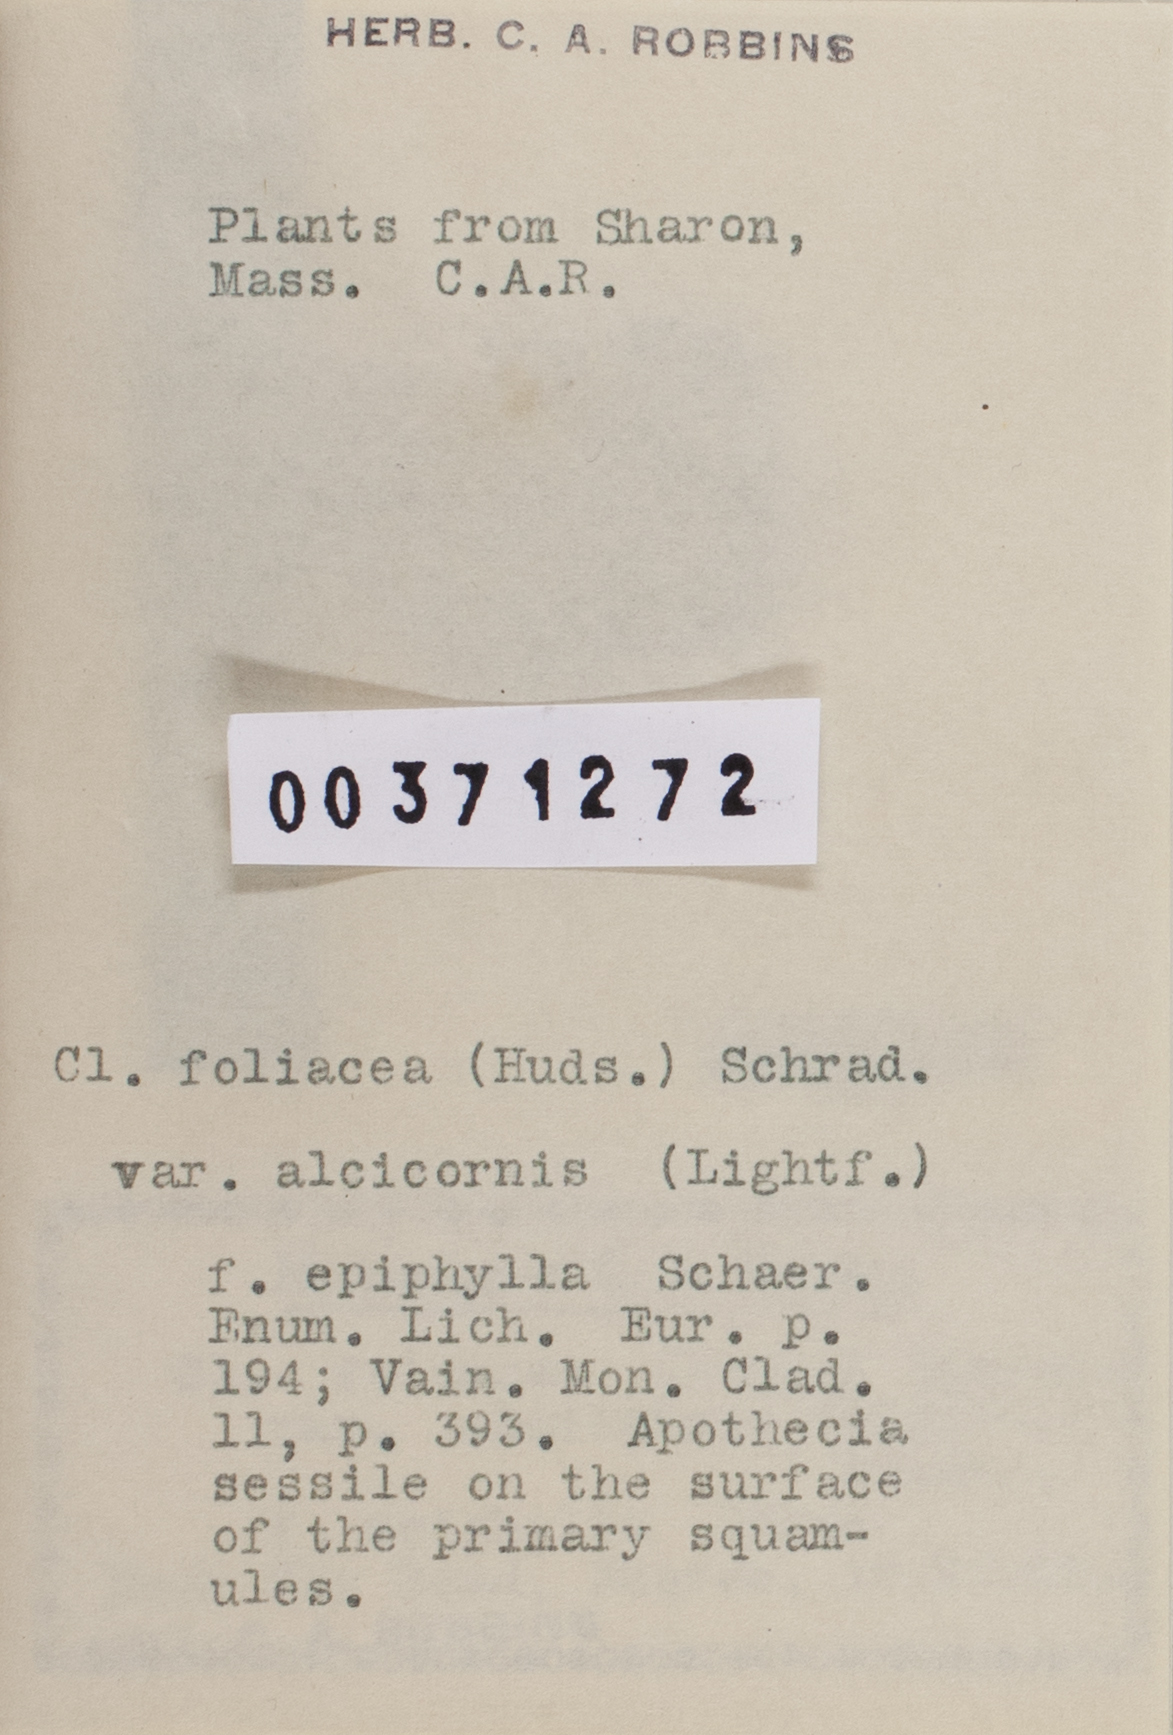 HERB. C. A. ROBBINS
Plants from Sharon,
Mass. C.A.R.
00371272
Cl. foliacea (Huds.) Schrad.
var. alcicornis (Lightf.)
f. epiphylla Schaer.
Enum. Lich. Eur. p.
194; Vain. Mon. Clad.
11, p. 393. Apothecia
sessile on the surface
of the primary squam-
ules.